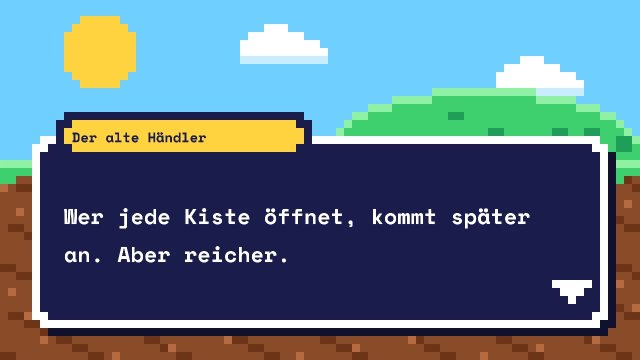 Der alte Händler
Wer jede Kiste öffnet, kommt später
an. Aber reicher.